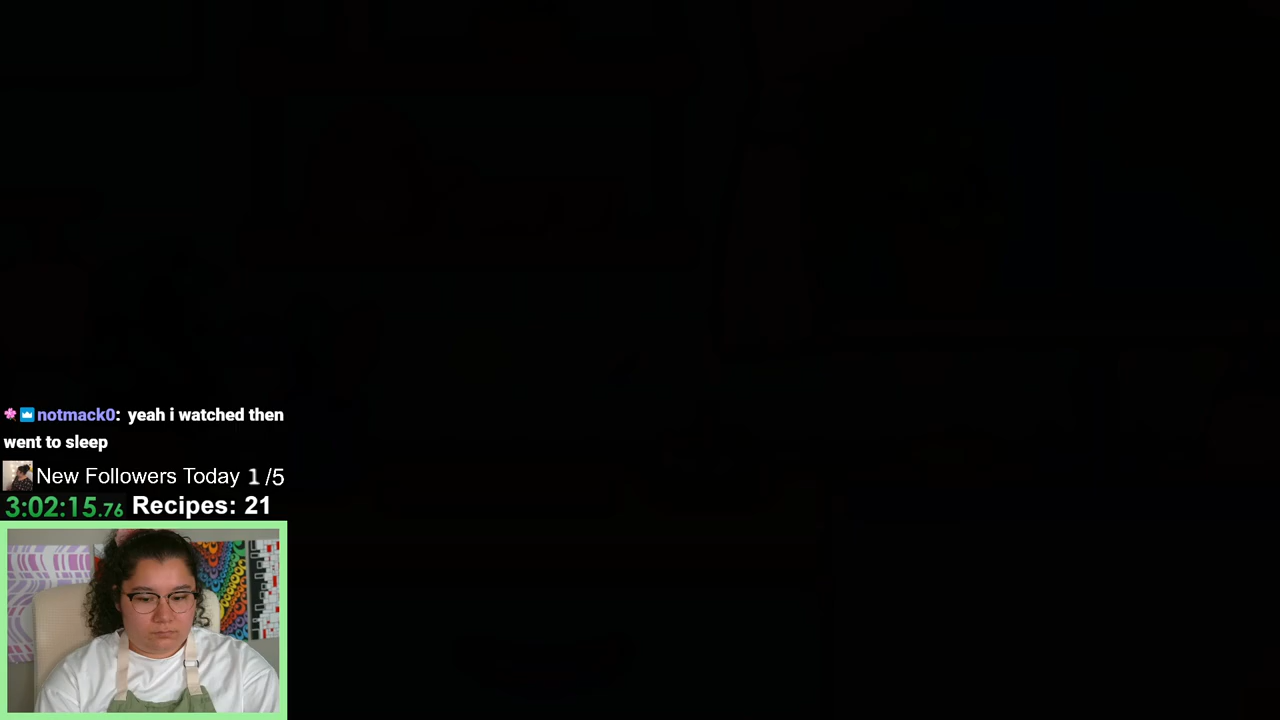 notmack0: yeah i watched then
went to sleep
New Followers Today 1 /5
3:02:15.76 Recipes: 21